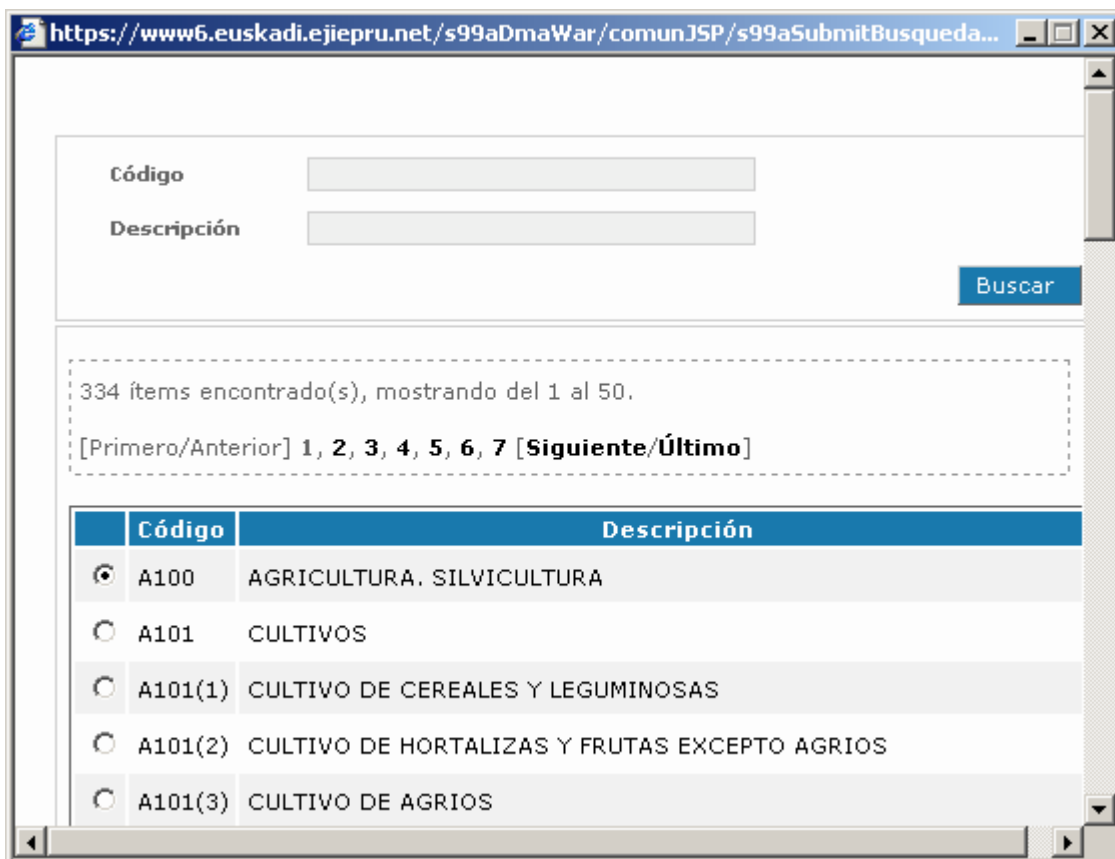 https://www6.euskadi.ejiepru.net/s99aDmaWar/comunJSP/s99aSubmitBusqueda...
Código
Descripción
Buscar
334 ítems encontrado(s), mostrando del 1 al 50.
[Primero/Anterior] 1, 2, 3, 4, 5, 6, 7 [Siguiente/Último]
Código Descripción
A100 AGRICULTURA. SILVICULTURA
A101 CULTIVOS
A101(1) CULTIVO DE CEREALES Y LEGUMINOSAS
A101(2) CULTIVO DE HORTALIZAS Y FRUTAS EXCEPTO AGRIOS
A101(3) CULTIVO DE AGRIOS